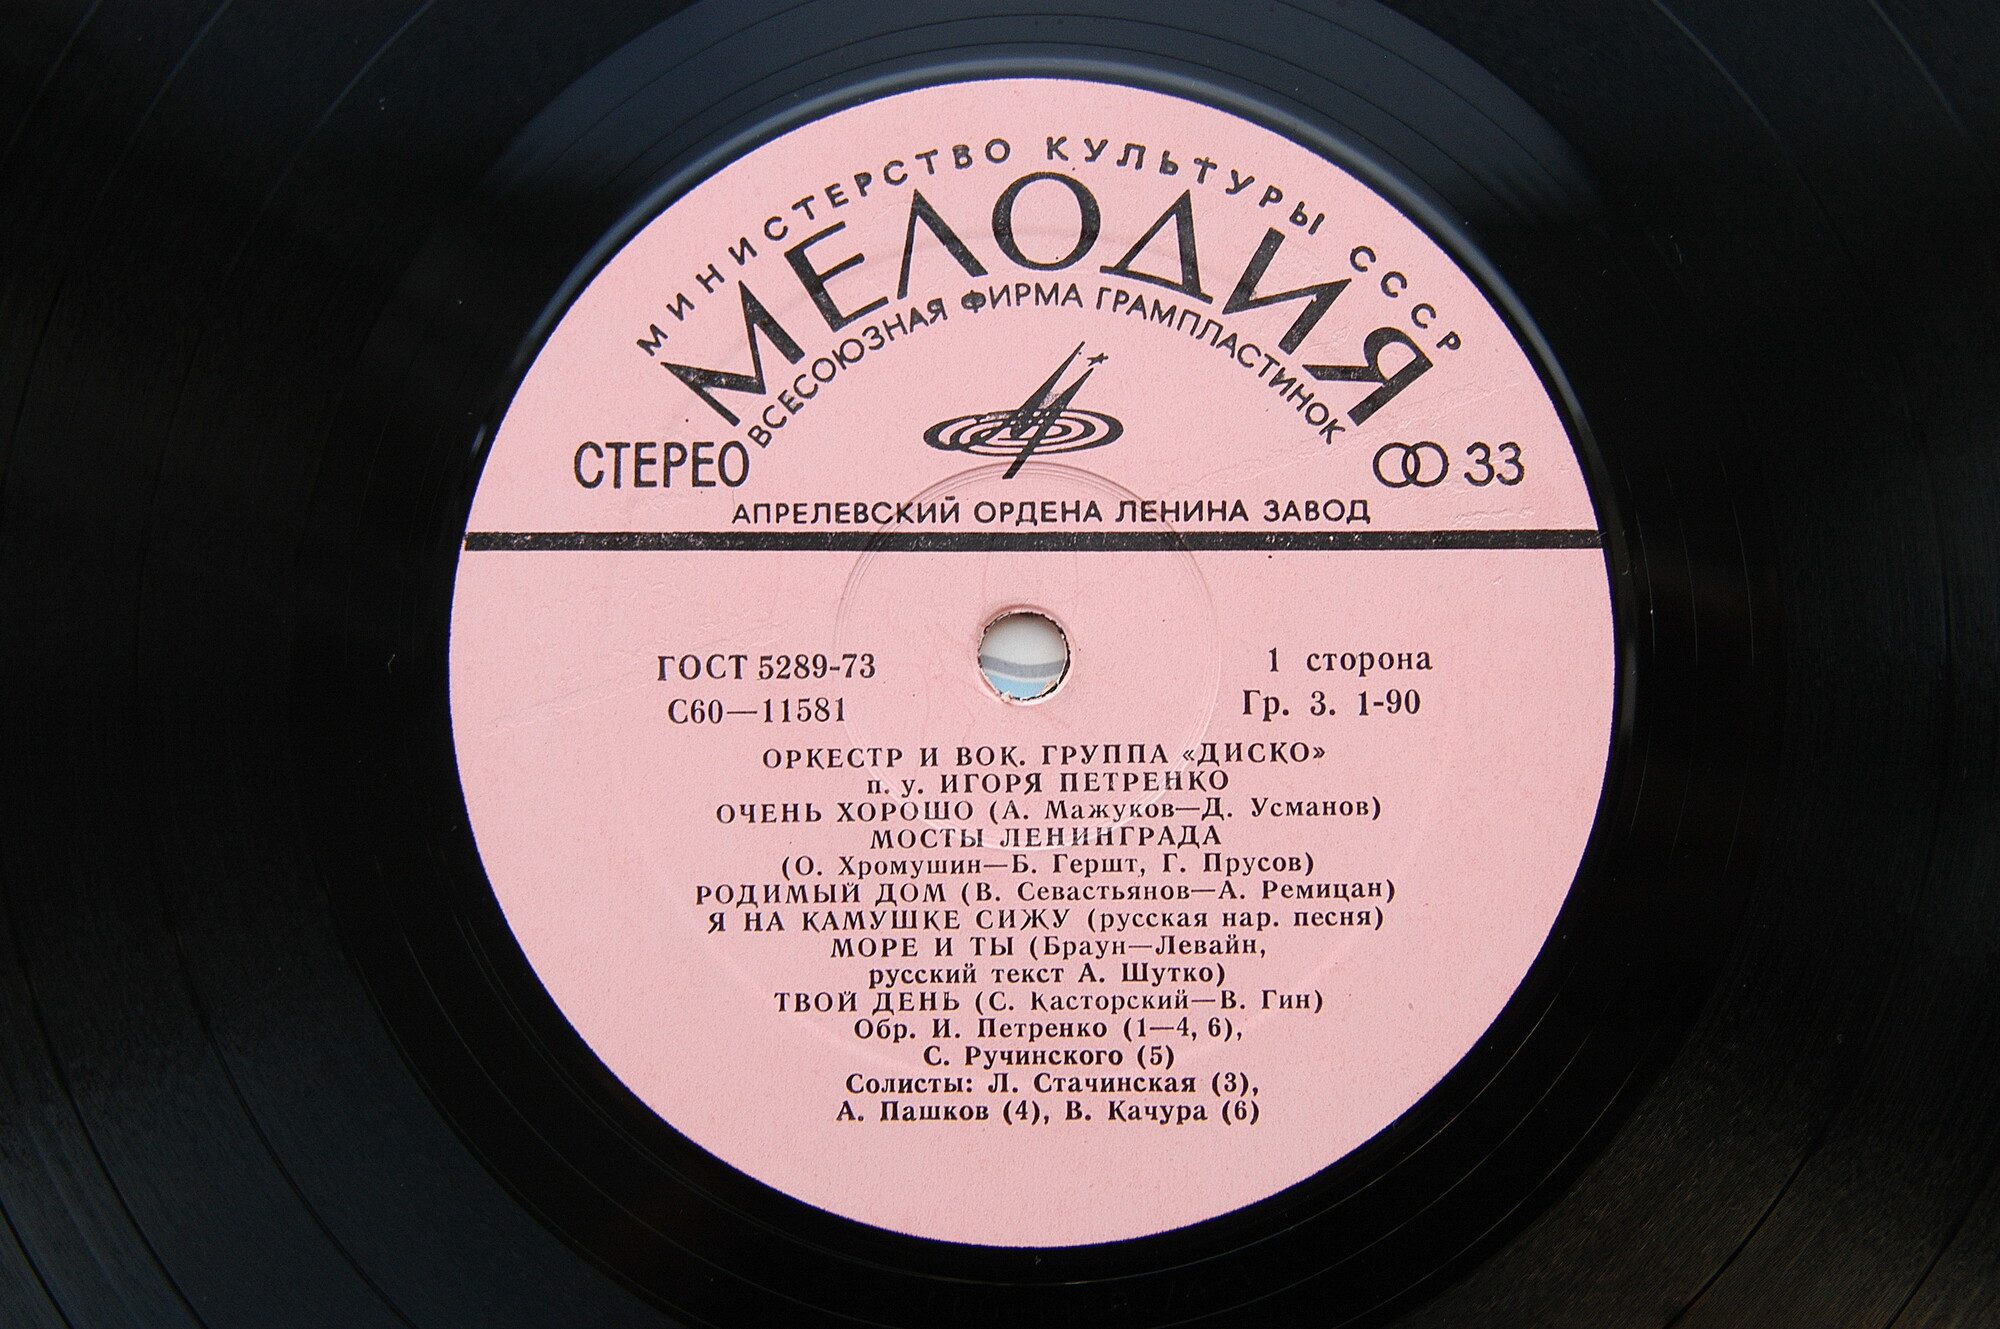 МИНИСТЕРСТВО КУЛЬТУРЫ СССР
МЕЛОДИЯ
ВСЕСОЮЗНАЯ ФИРМА ГРАМПЛАСТИНОК
СТЕРЕО
33
АПРЕЛЕВСКИЙ ОРДЕНА ЛЕНИНА ЗАВОД
ГОСТ 5289-73
1 сторона
С60—11581
Гр. 3. 1-90
ОРКЕСТР И ВОК. ГРУППА «ДИСКО»
п. у. ИГОРЯ ПЕТРЕНКО
ОЧЕНЬ ХОРОШО (А. Мажуков—Д. Усманов)
МОСТЫ ЛЕНИНГРАДА
(О. Хромушин—Б. Гершт, Г. Прусов)
РОДИМЫЙ ДОМ (В. Севастьянов—А. Ремицан)
Я НА КАМУШКЕ СИЖУ (русская нар. песня)
МОРЕ И ТЫ (Браун—Левайн,
русский текст А. Шутко)
ТВОЙ ДЕНЬ (С. Касторский—В. Гин)
Обр. И. Петренко (1—4, 6),
С. Ручинского (5)
Солисты: Л. Стачинская (3),
А. Пашков (4), В. Качура (6)